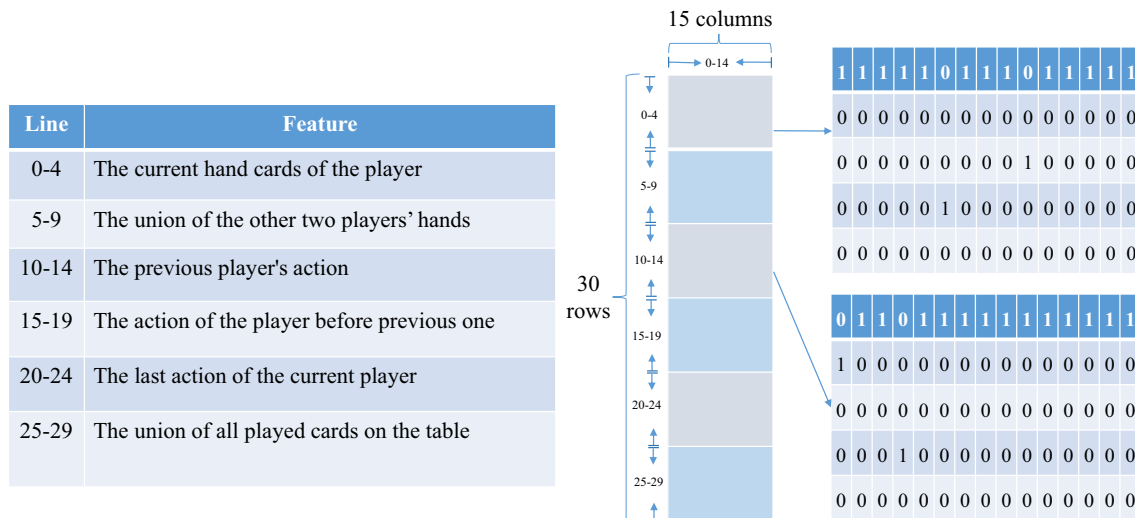 Line Feature
0-4 The current hand cards of the player
5-9 The union of the other two players' hands
10-14 The previous player's action
15-19 The action of the player before previous one
20-24 The last action of the current player
25-29 The union of all played cards on the table
15 columns
0-14
30
rows
0-4
5-9
10-14
15-19
20-24
25-29
1 1 1 1 1 0 1 1 1 0 1 1 1 1 1
0 0 0 0 0 0 0 0 0 0 0 0 0 0 0
0 0 0 0 0 0 0 0 0 1 0 0 0 0 0
0 0 0 0 0 1 0 0 0 0 0 0 0 0 0
0 0 0 0 0 0 0 0 0 0 0 0 0 0 0
0 1 1 0 1 1 1 1 1 1 1 1 1 1 1
1 0 0 0 0 0 0 0 0 0 0 0 0 0 0
0 0 0 0 0 0 0 0 0 0 0 0 0 0 0
0 0 0 1 0 0 0 0 0 0 0 0 0 0 0
0 0 0 0 0 0 0 0 0 0 0 0 0 0 0